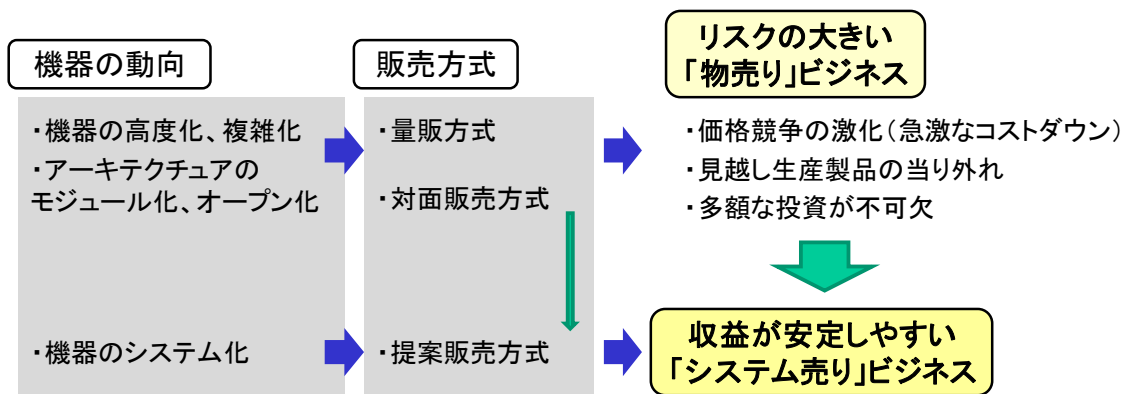 機器の動向
・機器の高度化、複雑化
・アーキテクチュアの
モジュール化、オープン化
・機器のシステム化
販売方式
・量販方式
・対面販売方式
・提案販売方式
リスクの大きい
「物売り」ビジネス
・価格競争の激化（急激なコストダウン）
・見越し生産製品の当り外れ
・多額な投資が不可欠
収益が安定しやすい
「システム売り」ビジネス